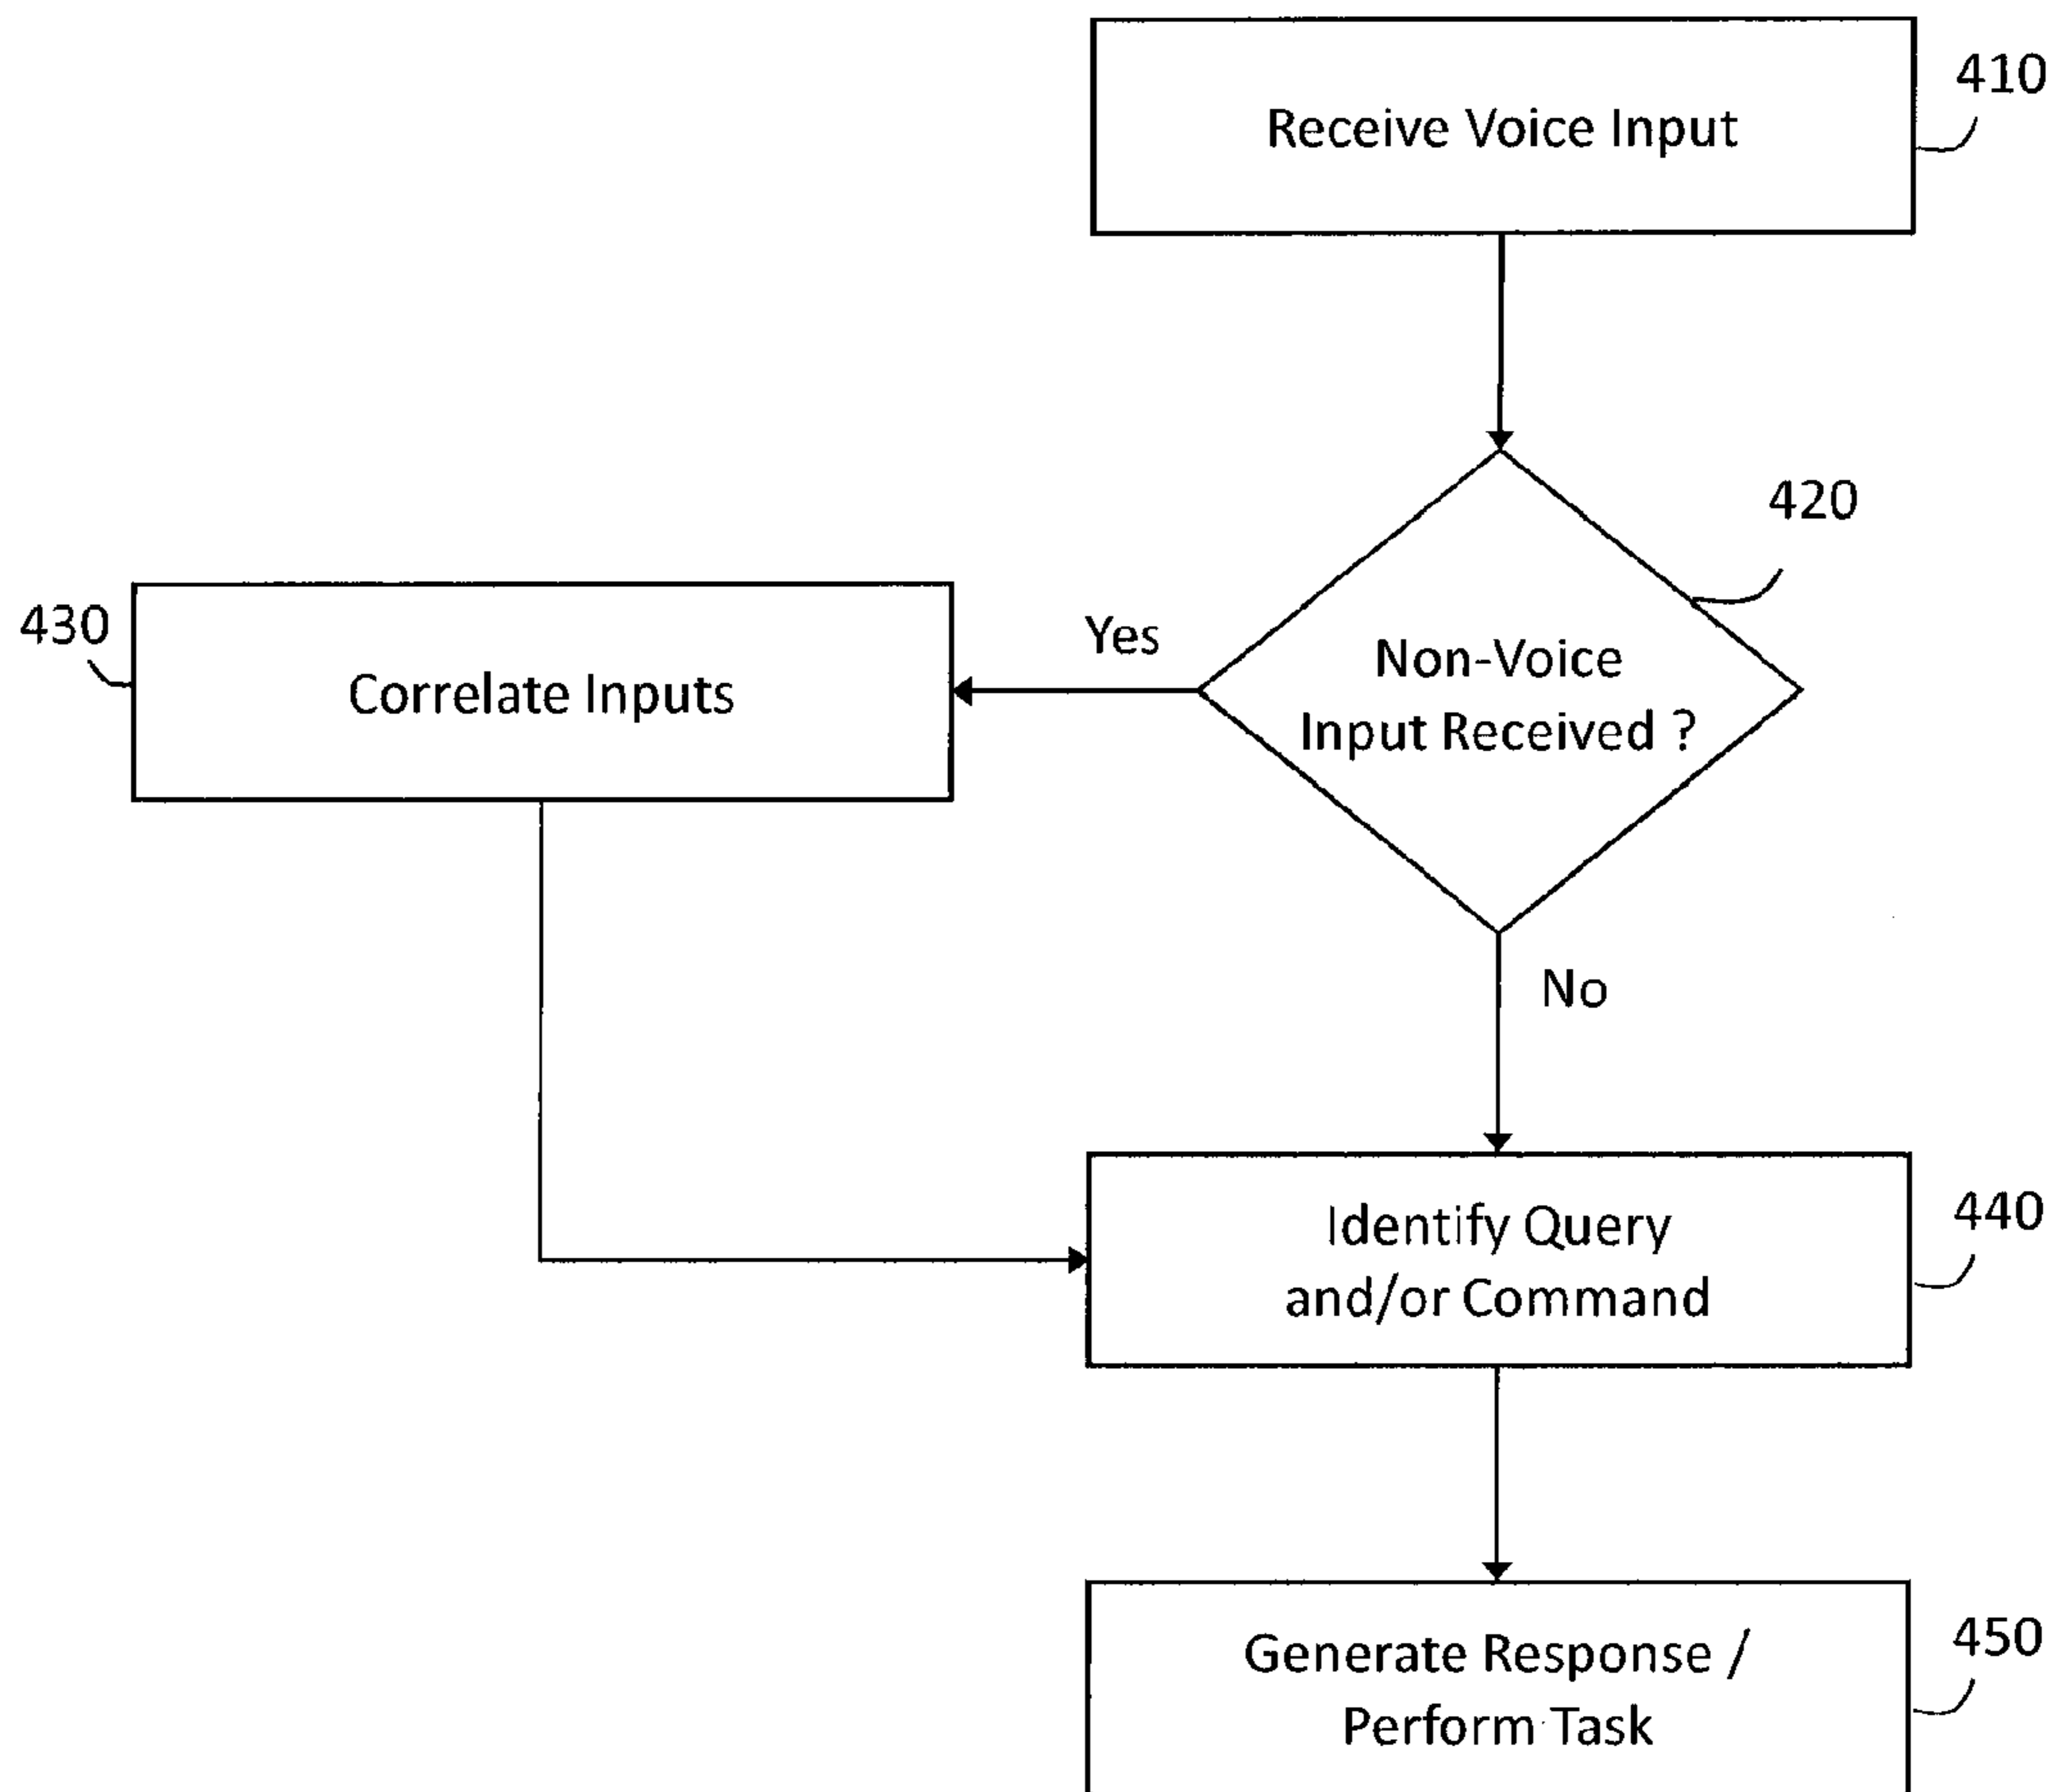 410
Receive Voice Input
420
430
Yes
Non-Voice
Correlate Inputs
Input Received ?
No
Identify Query
440
and/or Command
Generate Response /
450
Perform Task